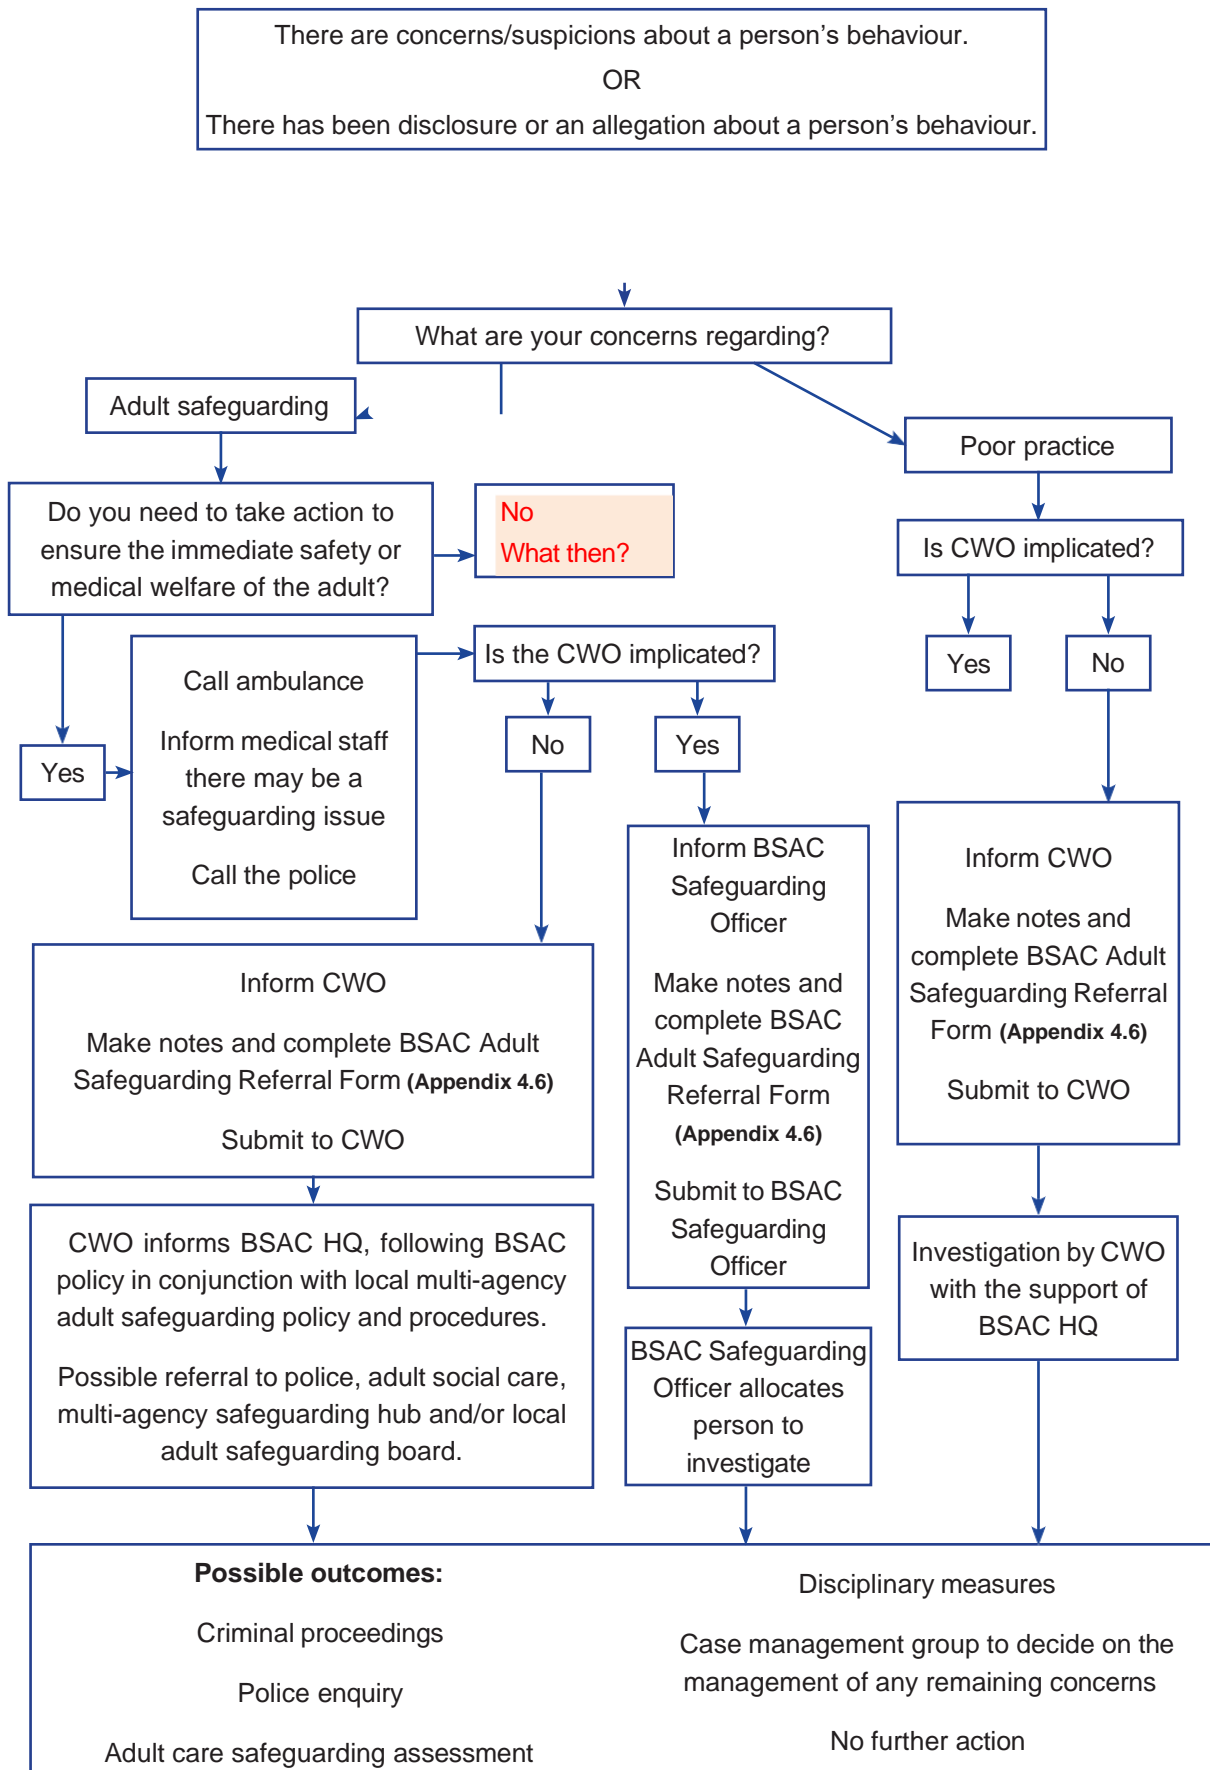 There are concerns/suspicions about a person's behaviour.
OR
There has been disclosure or an allegation about a person's behaviour.
What are your concerns regarding?
Adult safeguarding
Poor practice
Do you need to take action to
ensure the immediate safety or
medical welfare of the adult?
No
What then?
Is CWO implicated?
Yes
No
Yes
Call ambulance
Inform medical staff
there may be a
safeguarding issue
Call the police
Is the CWO implicated?
No
Yes
Inform CWO
Make notes and complete BSAC Adult
Safeguarding Referral Form (Appendix 4.6)
Submit to CWO
Inform BSAC
Safeguarding
Officer
Make notes and
complete BSAC
Adult Safeguarding
Referral Form
(Appendix 4.6)
Submit to BSAC
Safeguarding
Officer
Inform CWO
Make notes and
complete BSAC Adult
Safeguarding Referral
Form (Appendix 4.6)
Submit to CWO
CWO informs BSAC HQ, following BSAC
policy in conjunction with local multi-agency
adult safeguarding policy and procedures.
Possible referral to police, adult social care,
multi-agency safeguarding hub and/or local
adult safeguarding board.
BSAC Safeguarding
Officer allocates
person to
investigate
Investigation by CWO
with the support of
BSAC HQ
Possible outcomes:
Criminal proceedings
Police enquiry
Adult care safeguarding assessment
Disciplinary measures
Case management group to decide on the
management of any remaining concerns
No further action